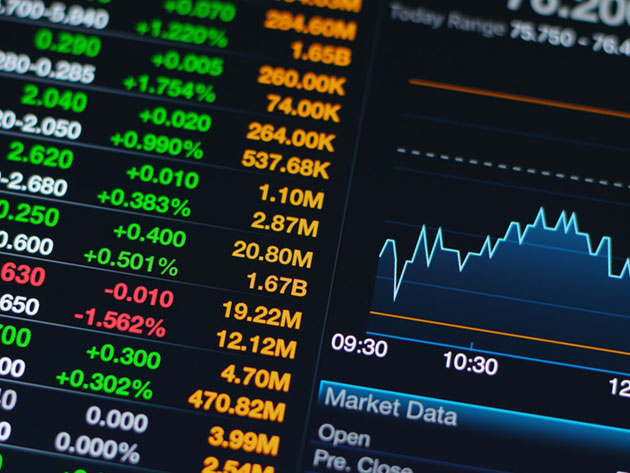 +0.070 284.60M
.700-5.840 +1.220% 1.65B
0.290 +0.005 260.00K
280-0.285 +1.754% 74.00K
2.040 +0.020 264.00K
20-2.050 +0.990% 537.68K
2.620 +0.010 1.10M
-2.680 +0.383% 2.87M
0.250 +0.400 20.80M
0.600 +0.501% 1.67B
.630 -0.010 19.22M
650 -1.562% 12.12M
700 +0.300 4.70M
00 +0.302% 470.82M
0.000 3.99M
0.000% 2.54M
76.200
Today Range 75.750 - 76.4
09:30 10:30 12
Market Data
Open
Pre. Close